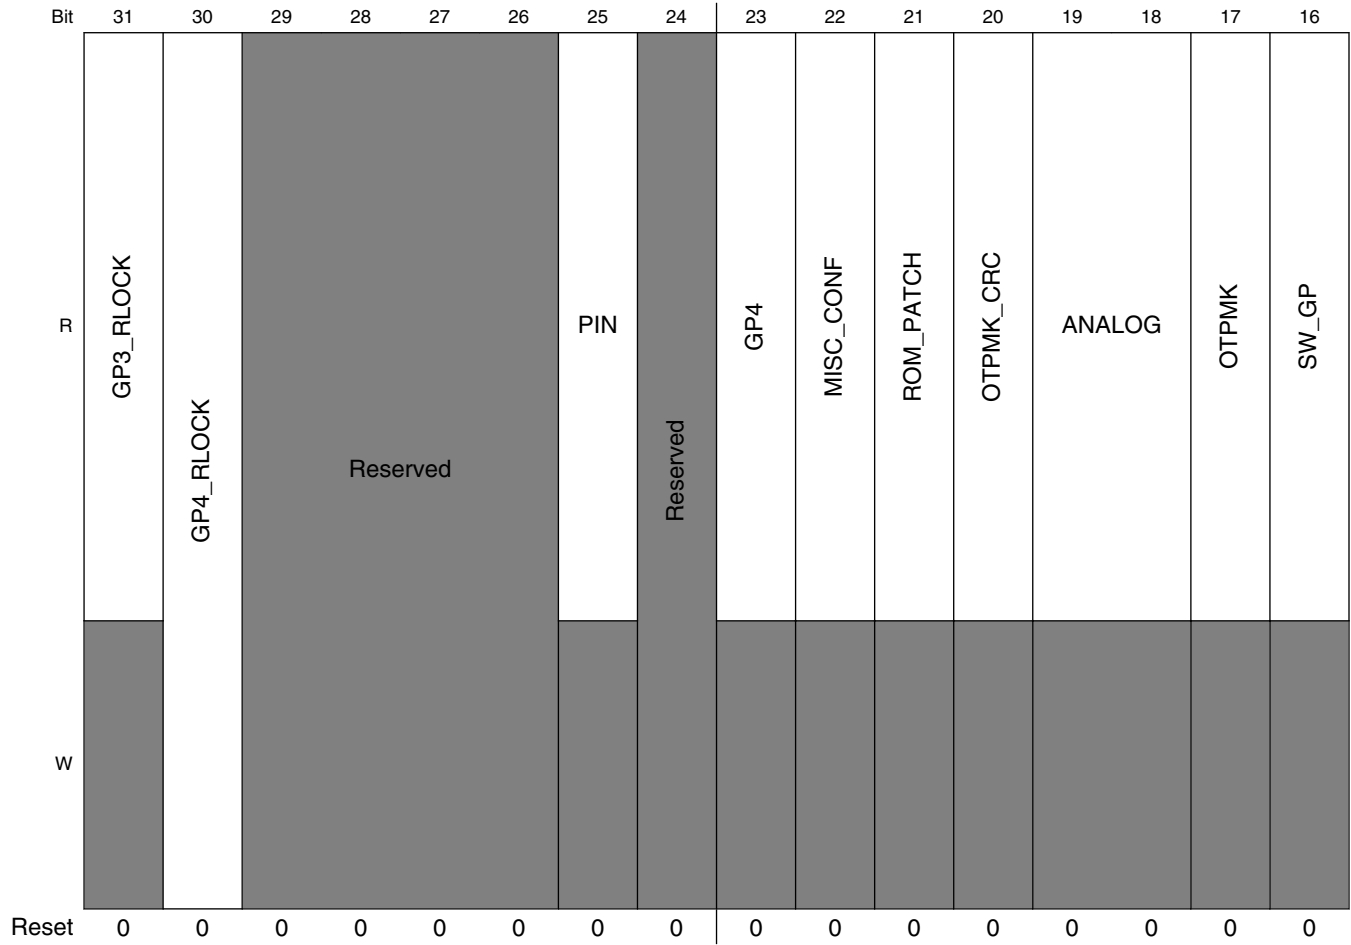 Bit 31 30 29 28 27 26 25 24 23 22 21 20 19 18 17 16
R
GP3_RLOCK
GP4_RLOCK
Reserved
PIN
Reserved
GP4
MISC_CONF
ROM_PATCH
OTPMK_CRC
ANALOG
OTPMK
SW_GP
W
Reset 0 0 0 0 0 0 0 0 0 0 0 0 0 0 0 0